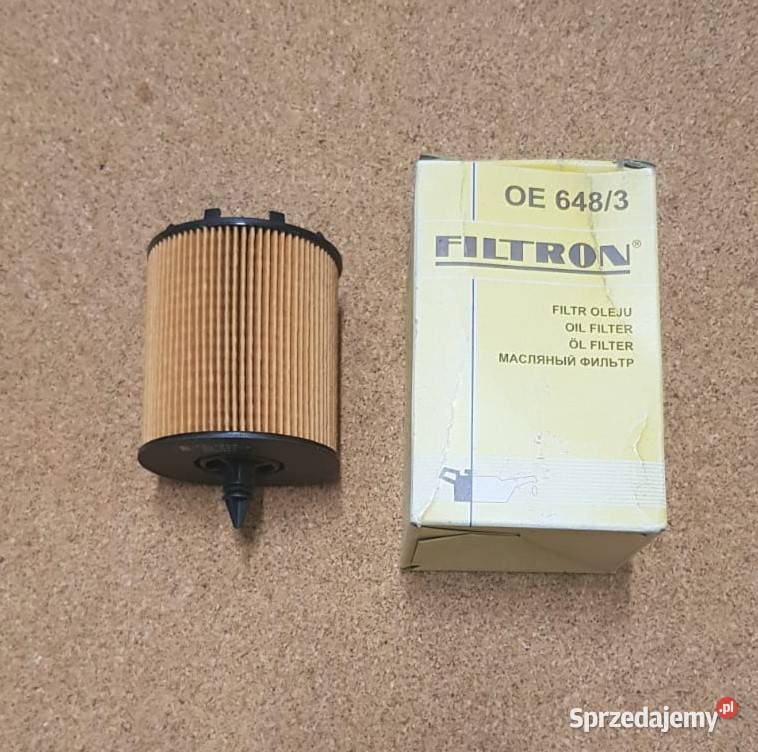 OE 648/3
FILTRON®
FILTR OLEJU
OIL FILTER
ÖL FILTER
МАСЛЯНЫЙ ФИЛЬТР
Sprzedajemy.pl